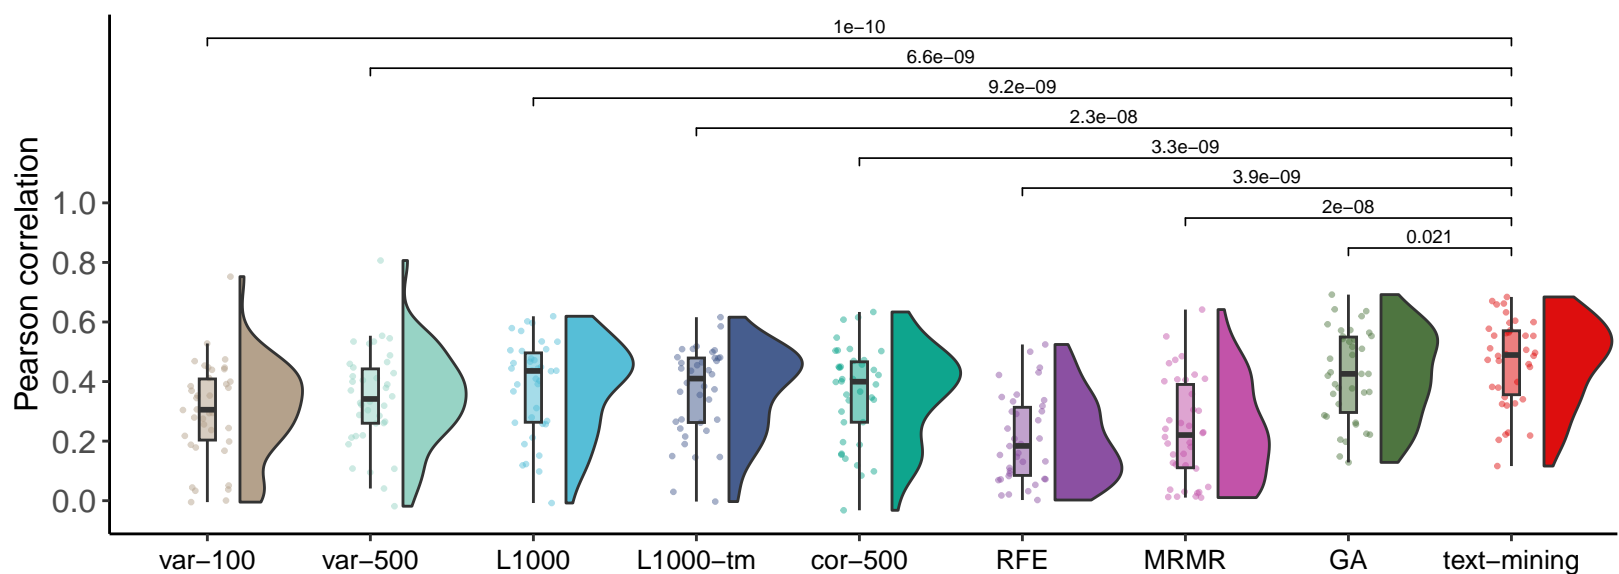 1e−10
6.6e−09
9.2e−09
2.3e−08
3.3e−09
3.9e−09
2e−08
0.021
Pearson correlation
1.0
0.8
0.6
0.4
0.2
0.0
var−100 var−500 L1000 L1000−tm cor−500 RFE MRMR GA text−mining